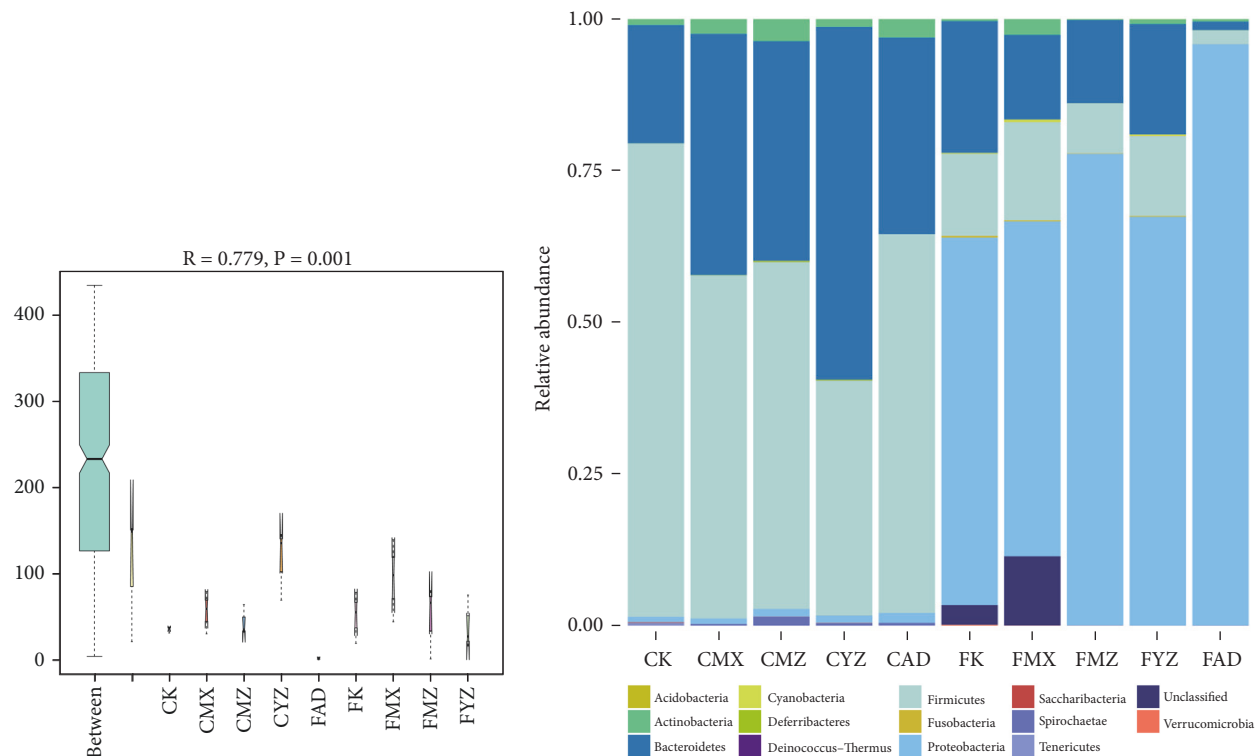 R = 0.779, P = 0.001
400
300
200
100
0
Between
CK
CMX
CMZ
CYZ
FAD
FK
FMX
FMZ
FYZ
Relative abundance
1.00
0.75
0.50
0.25
0.00
CK CMX CMZ CYZ CAD FK FMX FMZ FYZ FAD
Acidobacteria Cyanobacteria Firmicutes Saccharibacteria Unclassified
Actinobacteria Deferribacteres Fusobacteria Spirochaetae Verrucomicrobia
Bacteroidetes Deinococcus–Thermus Proteobacteria Tenericutes